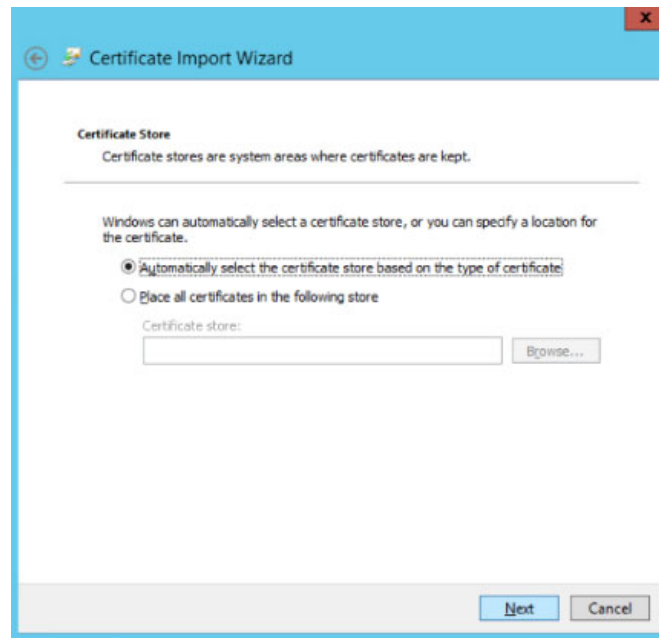 x
Certificate Import Wizard
Certificate Store
Certificate stores are system areas where certificates are kept.
Windows can automatically select a certificate store, or you can specify a location for
the certificate.
Automatically select the certificate store based on the type of certificate
Place all certificates in the following store
Certificate store:
Browse...
Next Cancel